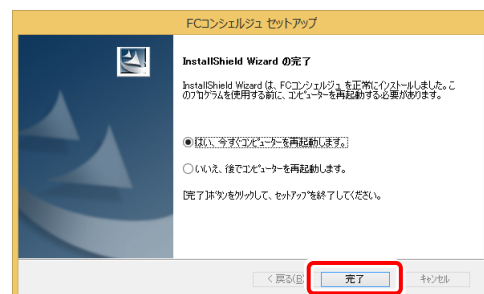 FCコンシェルジュ セットアップ
InstallShield Wizard の完了
InstallShield Wizard は、FCコンシェルジュ を正常にインストールしました。こ
のプログラムを使用する前に、コンピューターを再起動する必要があります。
はい、今すぐコンピューターを再起動します。
いいえ、後でコンピューターを再起動します。
[完了]ボタンをクリックして、セットアップを終了してください。
< 戻る(B) 完了 キャンセル